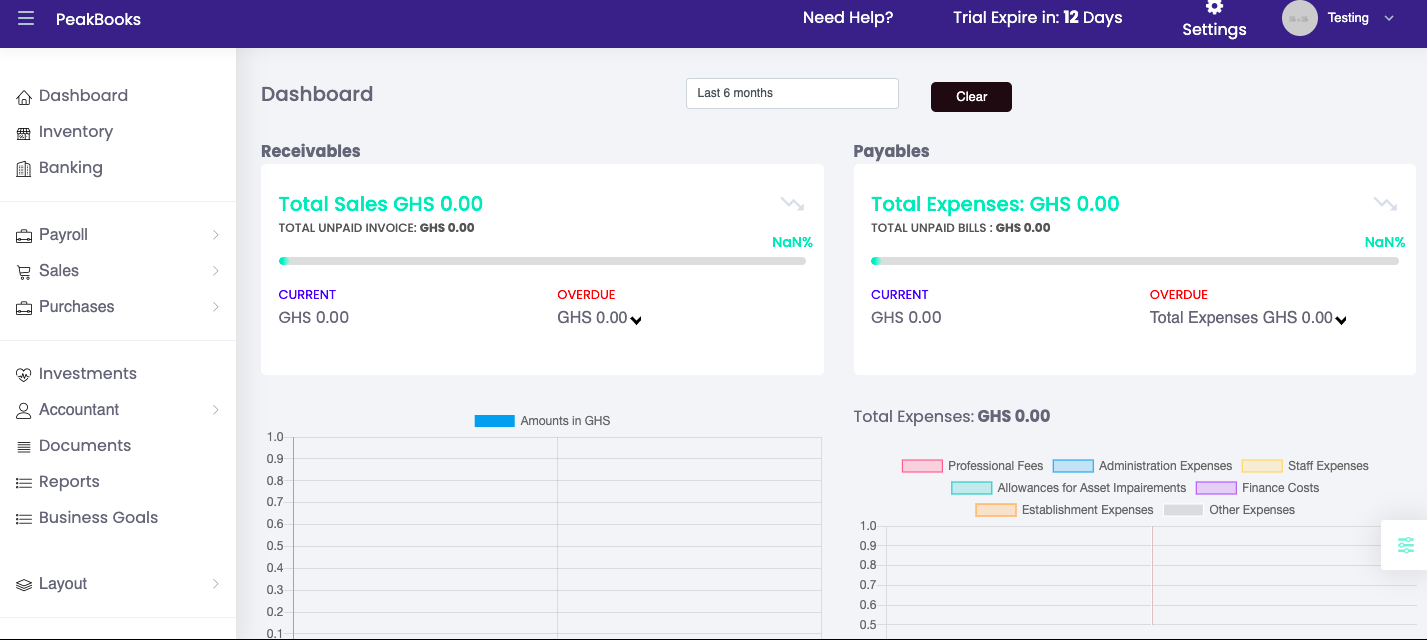 PeakBooks
Need Help?
Trial Expire in: 12 Days
Settings
Testing
Dashboard
Inventory
Banking
Payroll
Sales
Purchases
Investments
Accountant
Documents
Reports
Business Goals
Layout
Dashboard
Last 6 months
Clear
Receivables
Total Sales GHS 0.00
TOTAL UNPAID INVOICE: GHS 0.00
NaN%
CURRENT
GHS 0.00
OVERDUE
GHS 0.00
Payables
Total Expenses: GHS 0.00
TOTAL UNPAID BILLS : GHS 0.00
NaN%
CURRENT
GHS 0.00
OVERDUE
Total Expenses GHS 0.00
Amounts in GHS
1.0
0.9
0.8
0.7
0.6
0.5
0.4
0.3
0.2
0.1
Total Expenses: GHS 0.00
Professional Fees Administration Expenses Staff Expenses
Allowances for Asset Impairments Finance Costs
Establishment Expenses Other Expenses
1.0
0.9
0.8
0.7
0.6
0.5